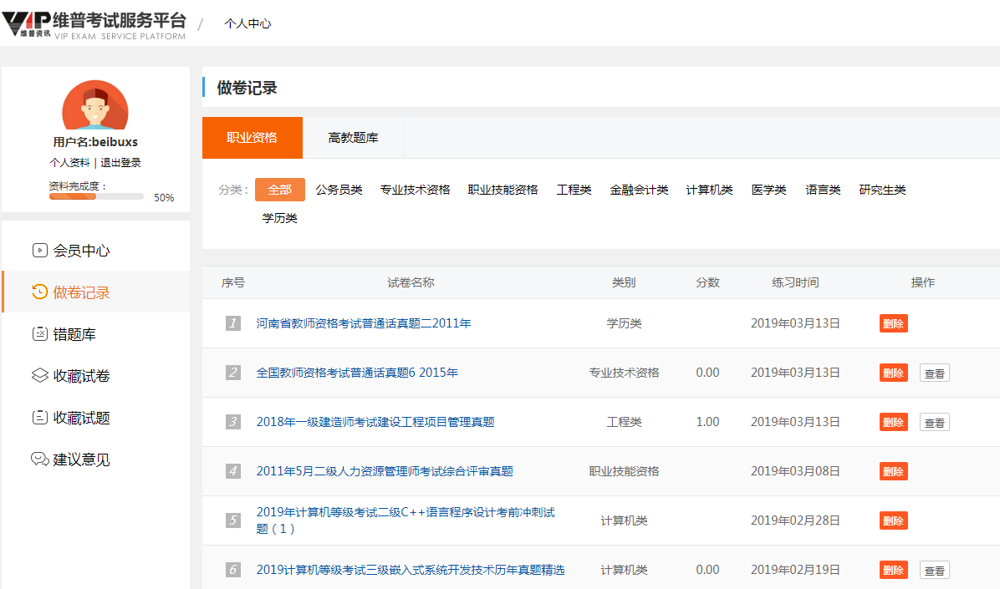 VIP 维普资讯 维普考试服务平台 / 个人中心
VIP EXAM SERVICE PLATFORM
用户名:beibuxs
个人资料 | 退出登录
资料完成度：
50%
会员中心
做卷记录
错题库
收藏试卷
收藏试题
建议意见
做卷记录
职业资格 高教题库
分类： 全部 公务员类 专业技术资格 职业技能资格 工程类 金融会计类 计算机类 医学类 语言类 研究生类
学历类
序号 试卷名称 类别 分数 练习时间 操作
1 河南省教师资格考试普通话真题二2011年 学历类 2019年03月13日 删除
2 全国教师资格考试普通话真题6 2015年 专业技术资格 0.00 2019年03月13日 删除 查看
3 2018年一级建造师考试建设工程项目管理真题 工程类 1.00 2019年03月13日 删除 查看
4 2011年5月二级人力资源管理师考试综合评审真题 职业技能资格 2019年03月08日 删除
5 2019年计算机等级考试二级C++语言程序设计考前冲刺试 计算机类 2019年02月28日 删除
题（1）
6 2019计算机等级考试三级嵌入式系统开发技术历年真题精选 计算机类 0.00 2019年02月19日 删除 查看